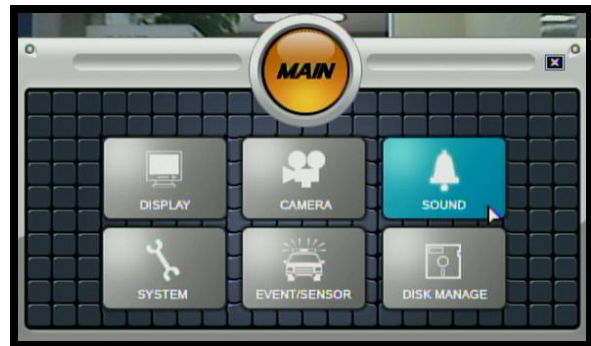 MAIN
DISPLAY
CAMERA
SOUND
SYSTEM
EVENT/SENSOR
DISK MANAGE